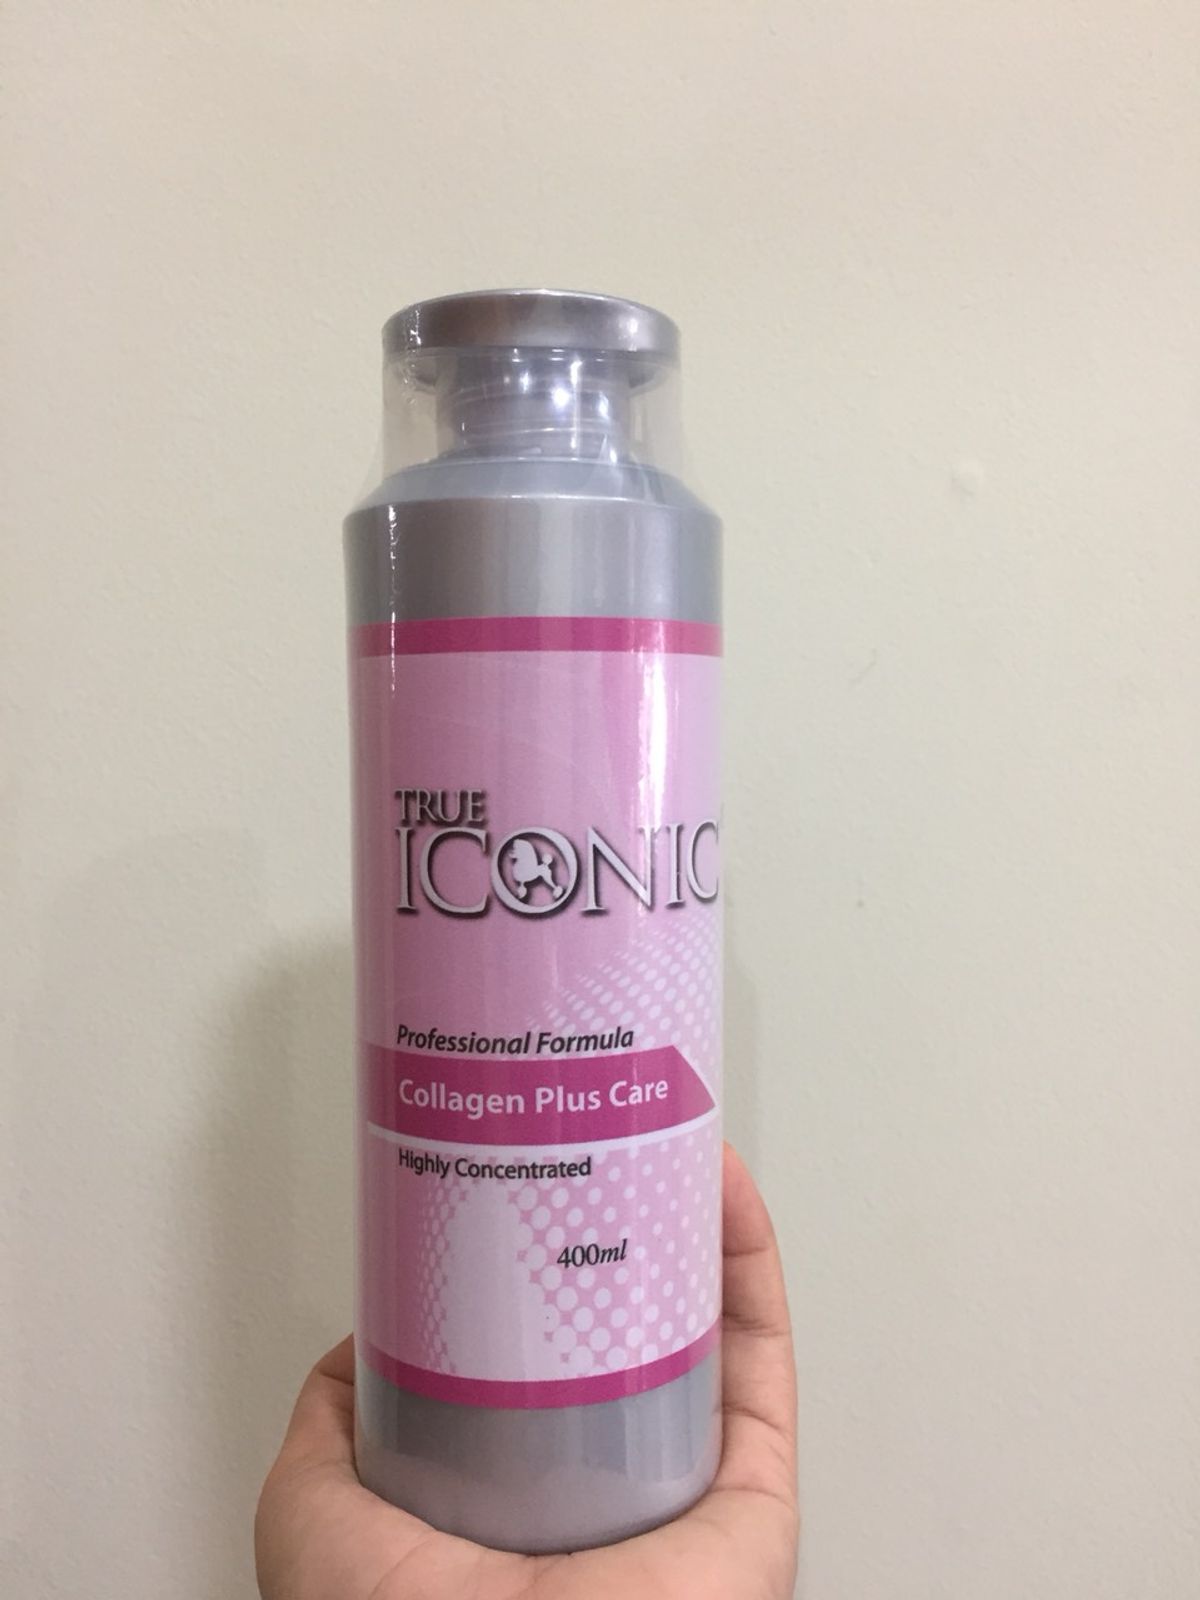 TRUE
ICONIC
Professional Formula
Collagen Plus Care
Highly Concentrated
400ml